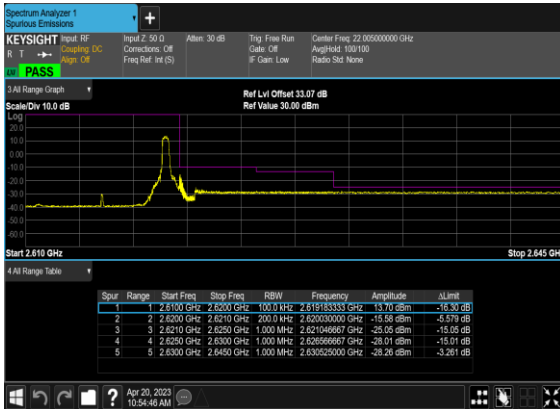 Spectrum Analyzer 1
Spurious Emissions
+
KEYSIGHT Input: RF Input Z: 50 Ω Atten: 30 dB Trig: Free Run Center Freq: 22.005000000 GHz
R T Coupling: DC Corrections: Off Gate: Off Avg|Hold: 100/100
Align: Off Freq Ref: Int (S) IF Gain: Low Radio Std: None
PASS
3 All Range Graph Ref Lvl Offset 33.07 dB
Scale/Div 10.0 dB Ref Value 30.00 dBm
Log
20.0
10.0
0.00
-10.0
-20.0
-30.0
-40.0
-50.0
-60.0
Start 2.610 GHz Stop 2.645 GH
4 All Range Table
Spur Range Start Freq Stop Freq RBW Frequency Amplitude ΔLimit
1 1 2.6100 GHz 2.6200 GHz 100.0 kHz 2.619183333 GHz 13.70 dBm -16.30 dB
2 2 2.6200 GHz 2.6210 GHz 200.0 kHz 2.620030000 GHz -15.58 dBm -5.579 dB
3 3 2.6210 GHz 2.6250 GHz 1.000 MHz 2.621046667 GHz -25.05 dBm -15.05 dB
4 4 2.6250 GHz 2.6300 GHz 1.000 MHz 2.626566667 GHz -28.01 dBm -15.01 dB
5 5 2.6300 GHz 2.6450 GHz 1.000 MHz 2.630525000 GHz -28.26 dBm -3.261 dB
? Apr 20, 2023
10:54:46 AM